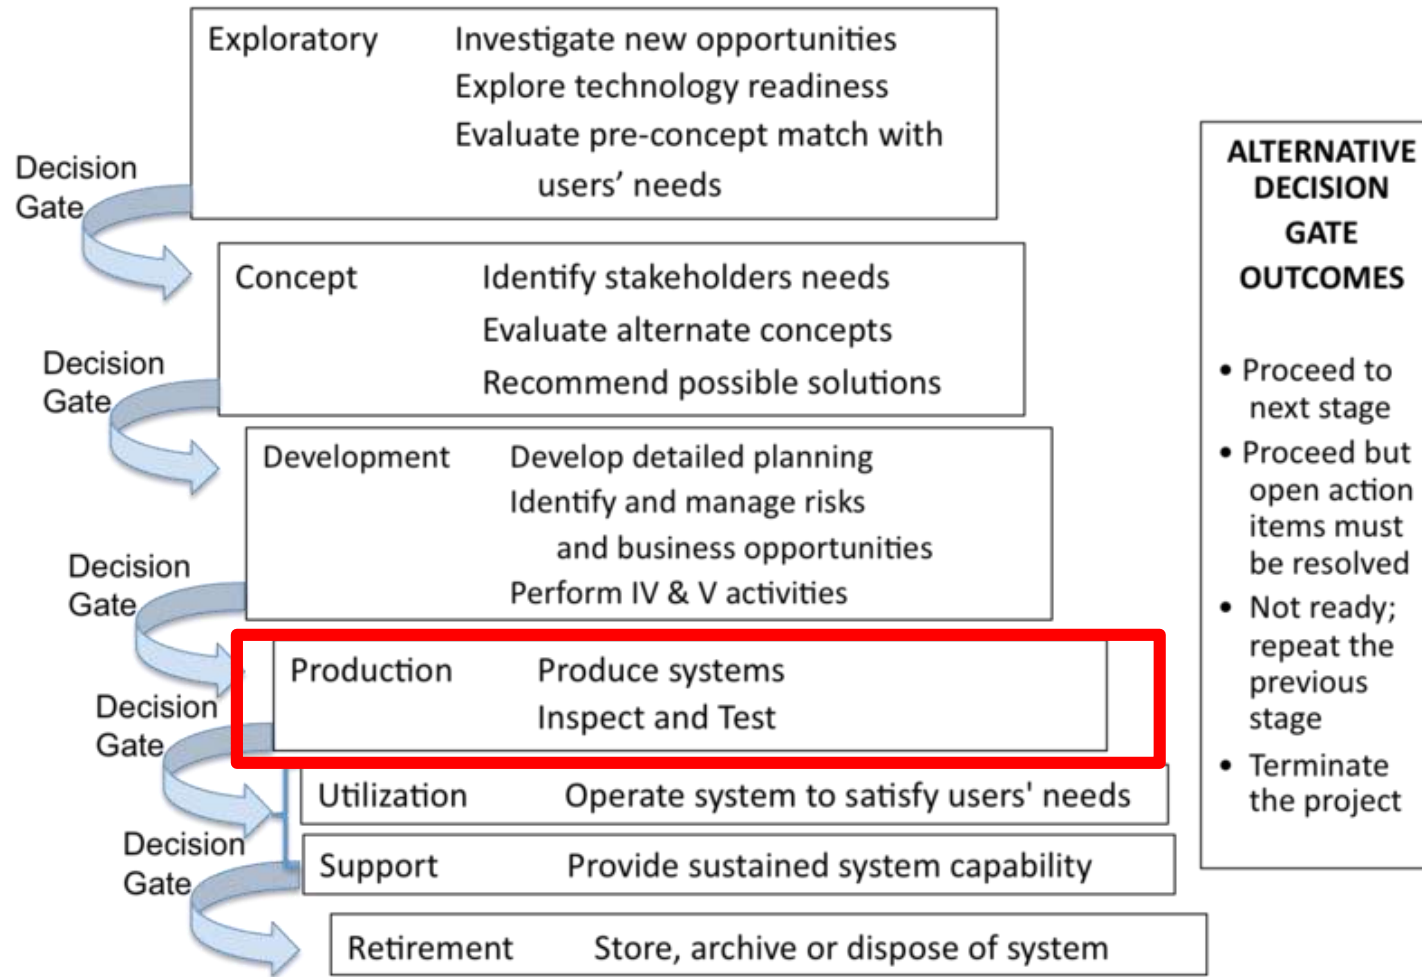 Exploratory Investigate new opportunities
Explore technology readiness
Evaluate pre-concept match with
users' needs
Decision
Gate
Concept Identify stakeholders needs
Evaluate alternate concepts
Recommend possible solutions
Decision
Gate
Development Develop detailed planning
Identify and manage risks
and business opportunities
Perform IV & V activities
Decision
Gate
Production Produce systems
Inspect and Test
Decision
Gate
Utilization Operate system to satisfy users' needs
Decision
Gate
Support Provide sustained system capability
Retirement Store, archive or dispose of system
ALTERNATIVE
DECISION
GATE
OUTCOMES
• Proceed to
next stage
• Proceed but
open action
items must
be resolved
• Not ready;
repeat the
previous
stage
• Terminate
the project